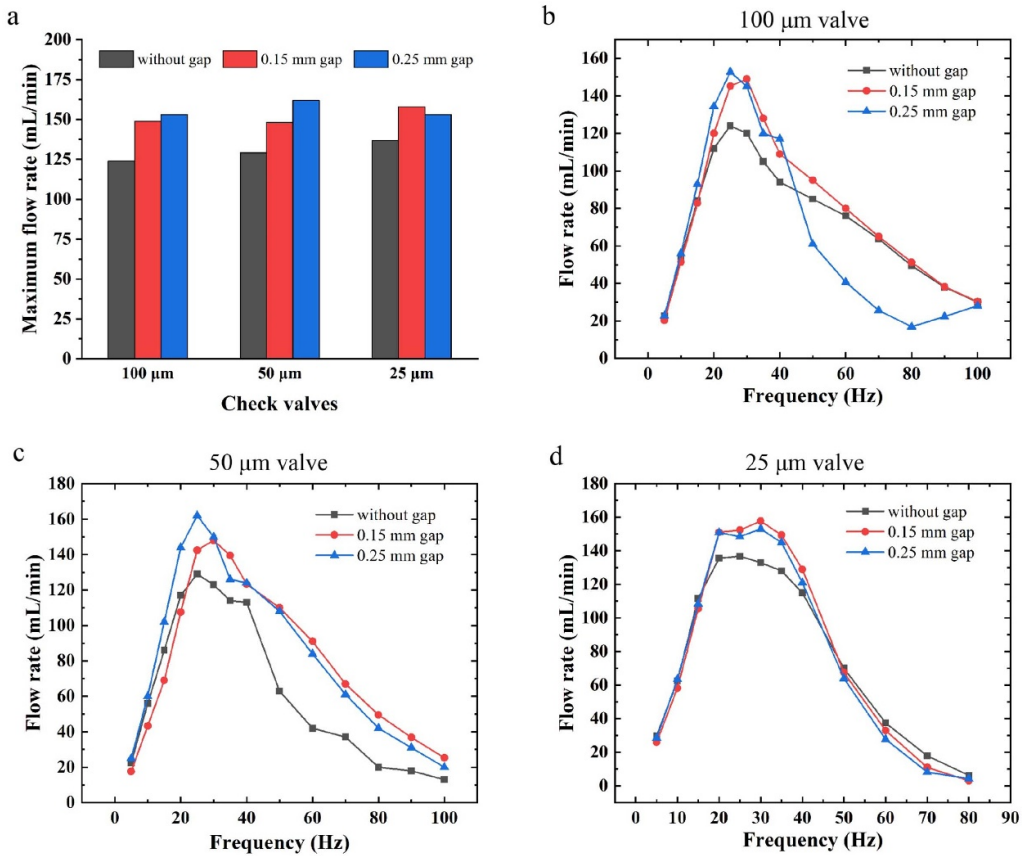 a
200
175
150
125
100
75
50
25
0
Maximum flow rate (mL/min)
without gap 0.15 mm gap 0.25 mm gap
100 μm 50 μm 25 μm
Check valves
b
100 μm valve
160
140
120
100
80
60
40
20
0
Flow rate (mL/min)
without gap
0.15 mm gap
0.25 mm gap
0 20 40 60 80 100
Frequency (Hz)
c
50 μm valve
180
160
140
120
100
80
60
40
20
0
Flow rate (mL/min)
without gap
0.15 mm gap
0.25 mm gap
0 20 40 60 80 100
Frequency (Hz)
d
25 μm valve
180
160
140
120
100
80
60
40
20
0
Flow rate (mL/min)
without gap
0.15 mm gap
0.25 mm gap
0 10 20 30 40 50 60 70 80 90
Frequency (Hz)